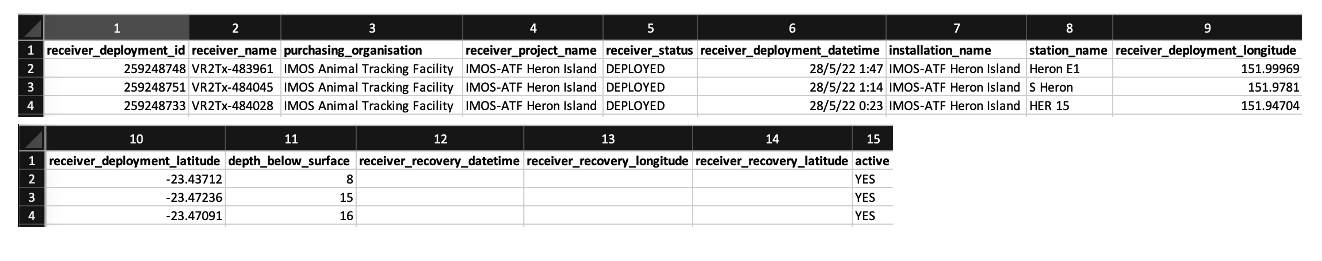 1 2 3 4 5 6 7 8 9
1 receiver_deployment_id receiver_name purchasing_organisation receiver_project_name receiver_status receiver_deployment_datetime installation_name station_name receiver_deployment_longitude
2 259248748 VR2Tx-483961 IMOS Animal Tracking Facility IMOS-ATF Heron Island DEPLOYED 28/5/22 1:47 IMOS-ATF Heron Island Heron E1 151.99969
3 259248751 VR2Tx-484045 IMOS Animal Tracking Facility IMOS-ATF Heron Island DEPLOYED 28/5/22 1:14 IMOS-ATF Heron Island S Heron 151.9781
4 259248733 VR2Tx-484028 IMOS Animal Tracking Facility IMOS-ATF Heron Island DEPLOYED 28/5/22 0:23 IMOS-ATF Heron Island HER 15 151.94704
10 11 12 13 14 15
1 receiver_deployment_latitude depth_below_surface receiver_recovery_datetime receiver_recovery_longitude receiver_recovery_latitude active
2 -23.43712 8 YES
3 -23.47236 15 YES
4 -23.47091 16 YES